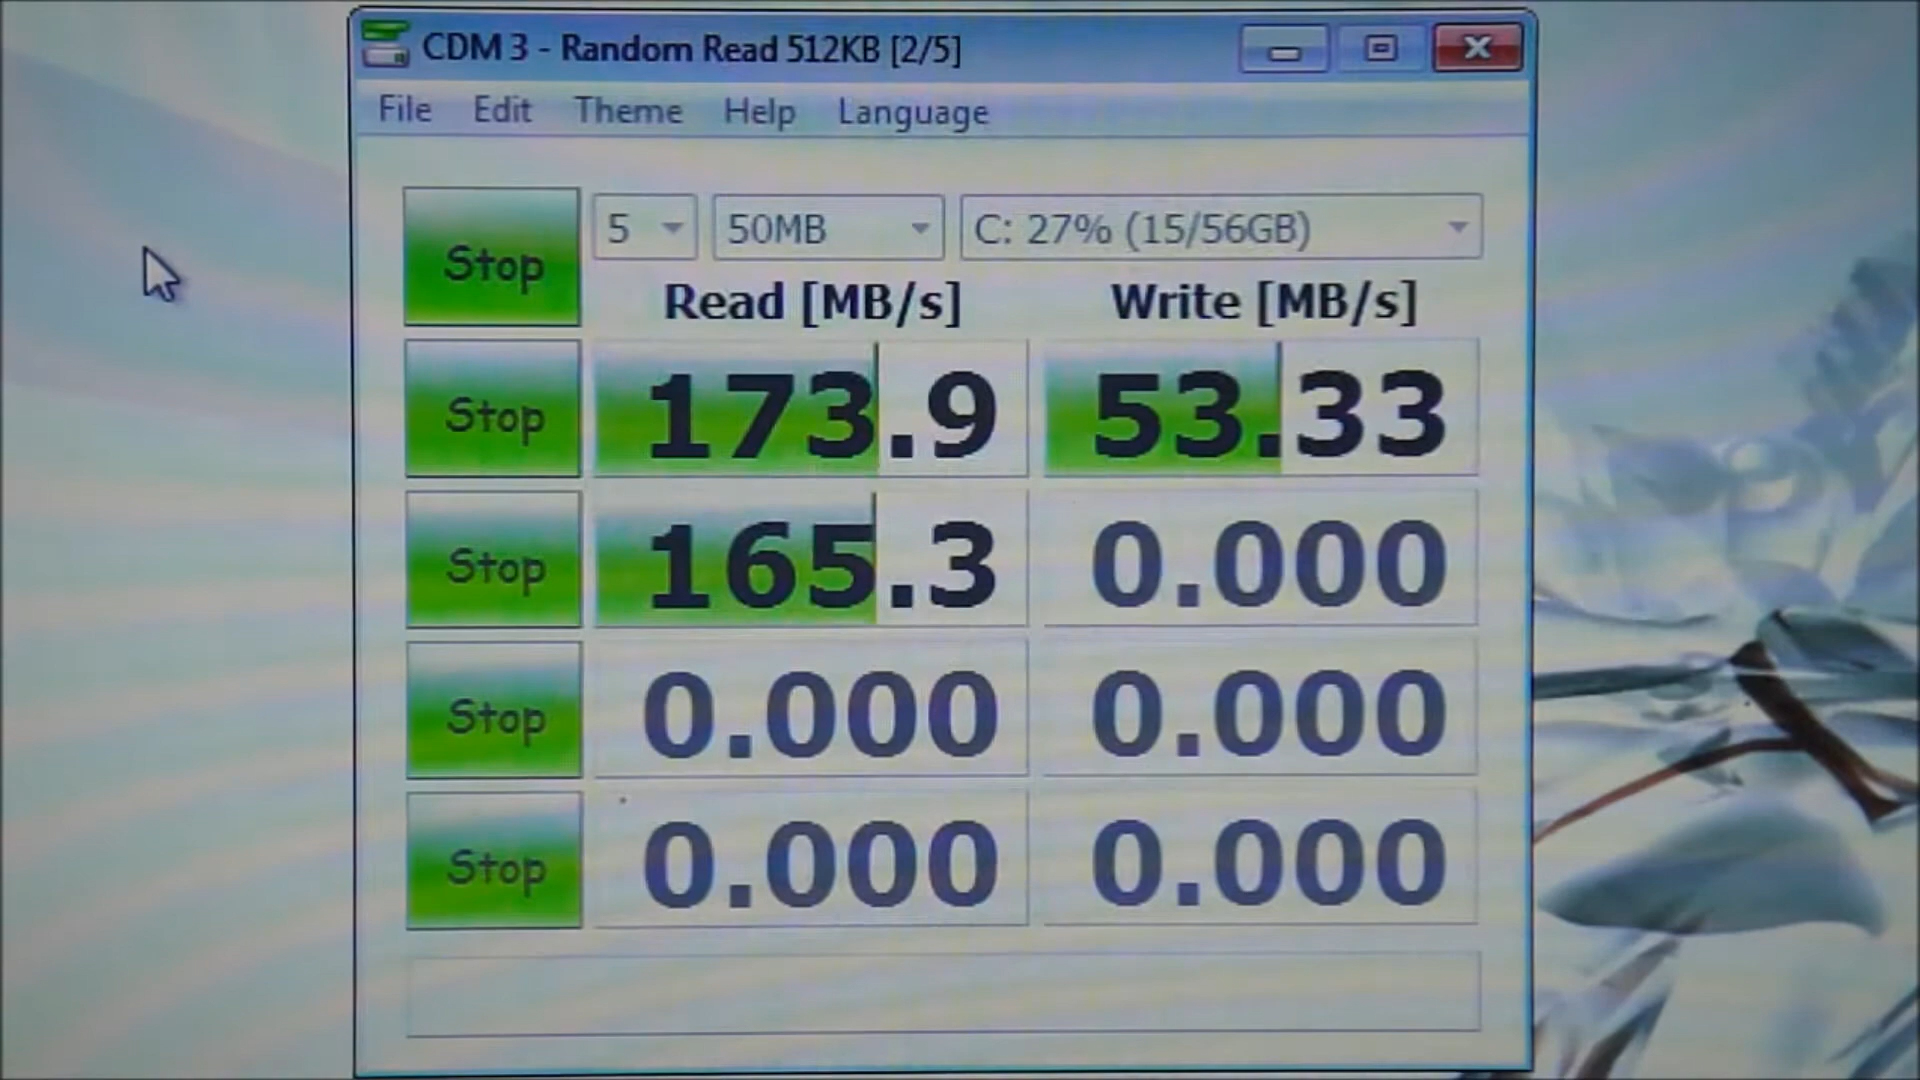 CDM 3 - Random Read 512KB [2/5]
File Edit Theme Help Language
Stop 5 50MB C: 27% (15/56GB)
Read [MB/s] Write [MB/s]
Stop 173.9 53.33
Stop 165.3 0.000
Stop 0.000 0.000
Stop 0.000 0.000